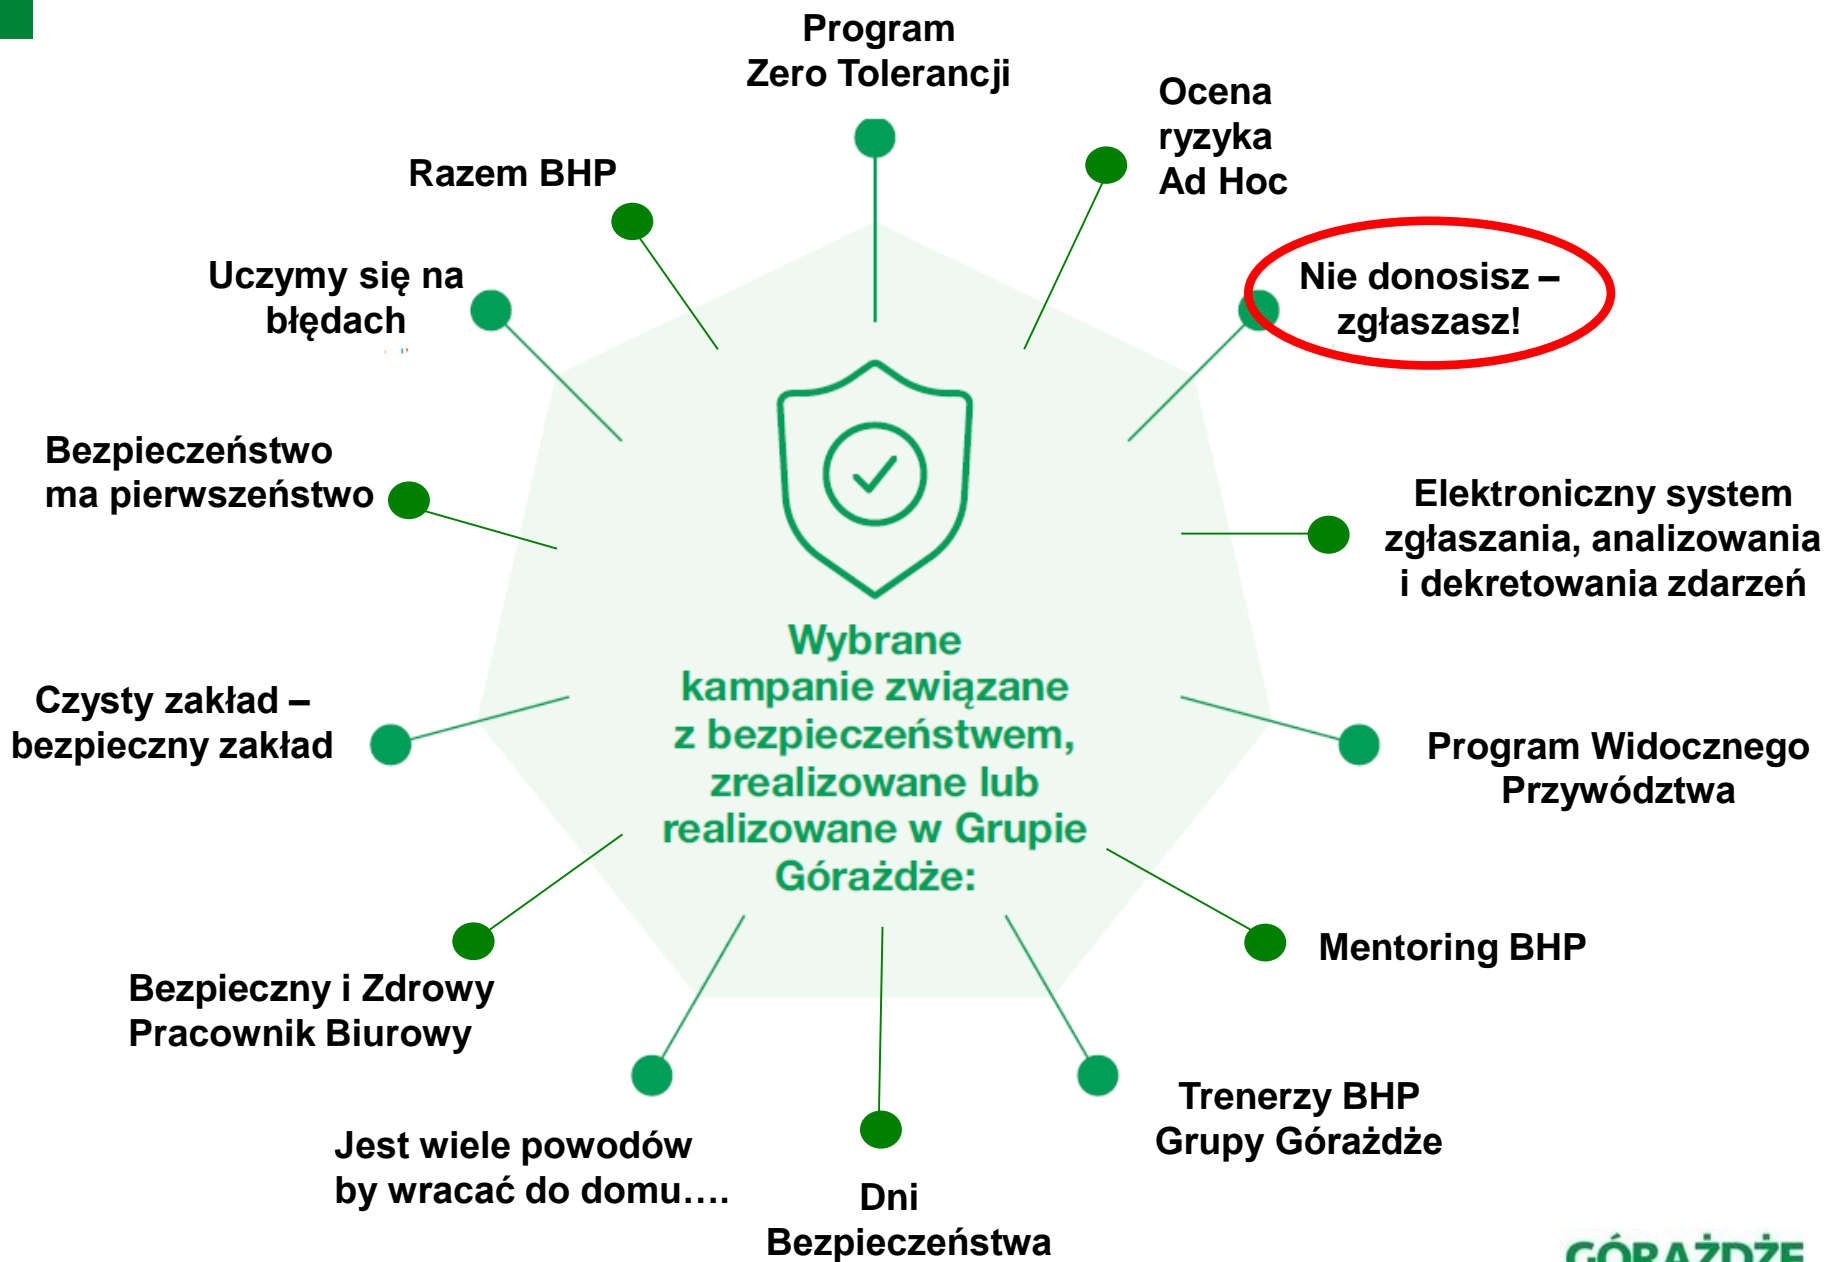 Program
Zero Tolerancji
Ocena
ryzyka
Ad Hoc
Razem BHP
Nie donosisz –
zgłaszasz!
Uczymy się na
błędach
Bezpieczeństwo
ma pierwszeństwo
Elektroniczny system
zgłaszania, analizowania
i dekretowania zdarzeń
Wybrane
kampanie związane
z bezpieczeństwem,
zrealizowane lub
realizowane w Grupie
Górażdże:
Czysty zakład –
bezpieczny zakład
Program Widocznego
Przywództwa
Mentoring BHP
Bezpieczny i Zdrowy
Pracownik Biurowy
Trenerzy BHP
Grupy Górażdże
Jest wiele powodów
by wracać do domu....
Dni
Bezpieczeństwa
GÓRAŻDŻE